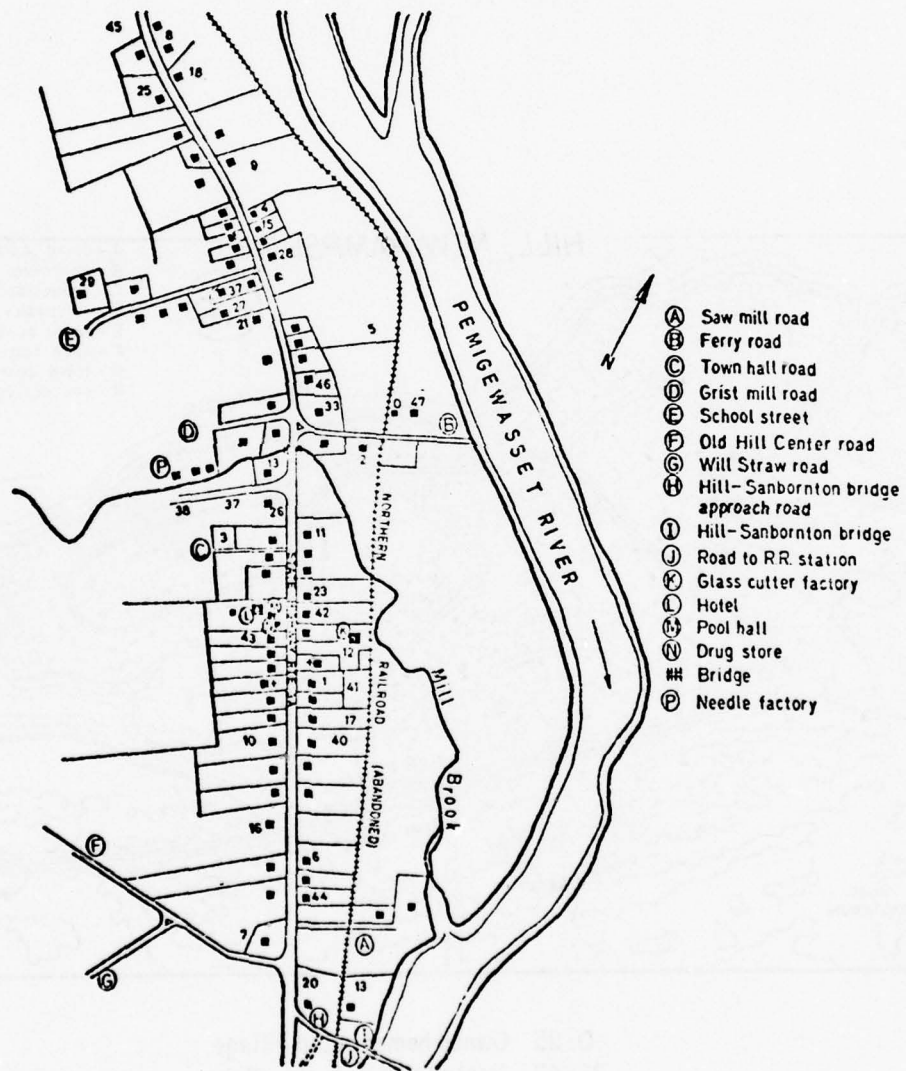 45
8
18
25
9
4
15
28
29
37
27
21
E
5
46
33
47
B
D
2
P
13
38
37
26
3
11
C
23
L
42
K
43
12
1
41
17
10
40
16
F
6
44
7
A
G
20
13
H
I
J
PEMIGEWASSET RIVER
NORTHERN RAILROAD (ABANDONED)
Mill Brook
N
A Saw mill road
B Ferry road
C Town hall road
D Grist mill road
E School street
F Old Hill Center road
G Will Straw road
H Hill-Sanbornton bridge
approach road
I Hill-Sanbornton bridge
J Road to R.R. station
K Glass cutter factory
L Hotel
M Pool hall
N Drug store
Bridge
P Needle factory